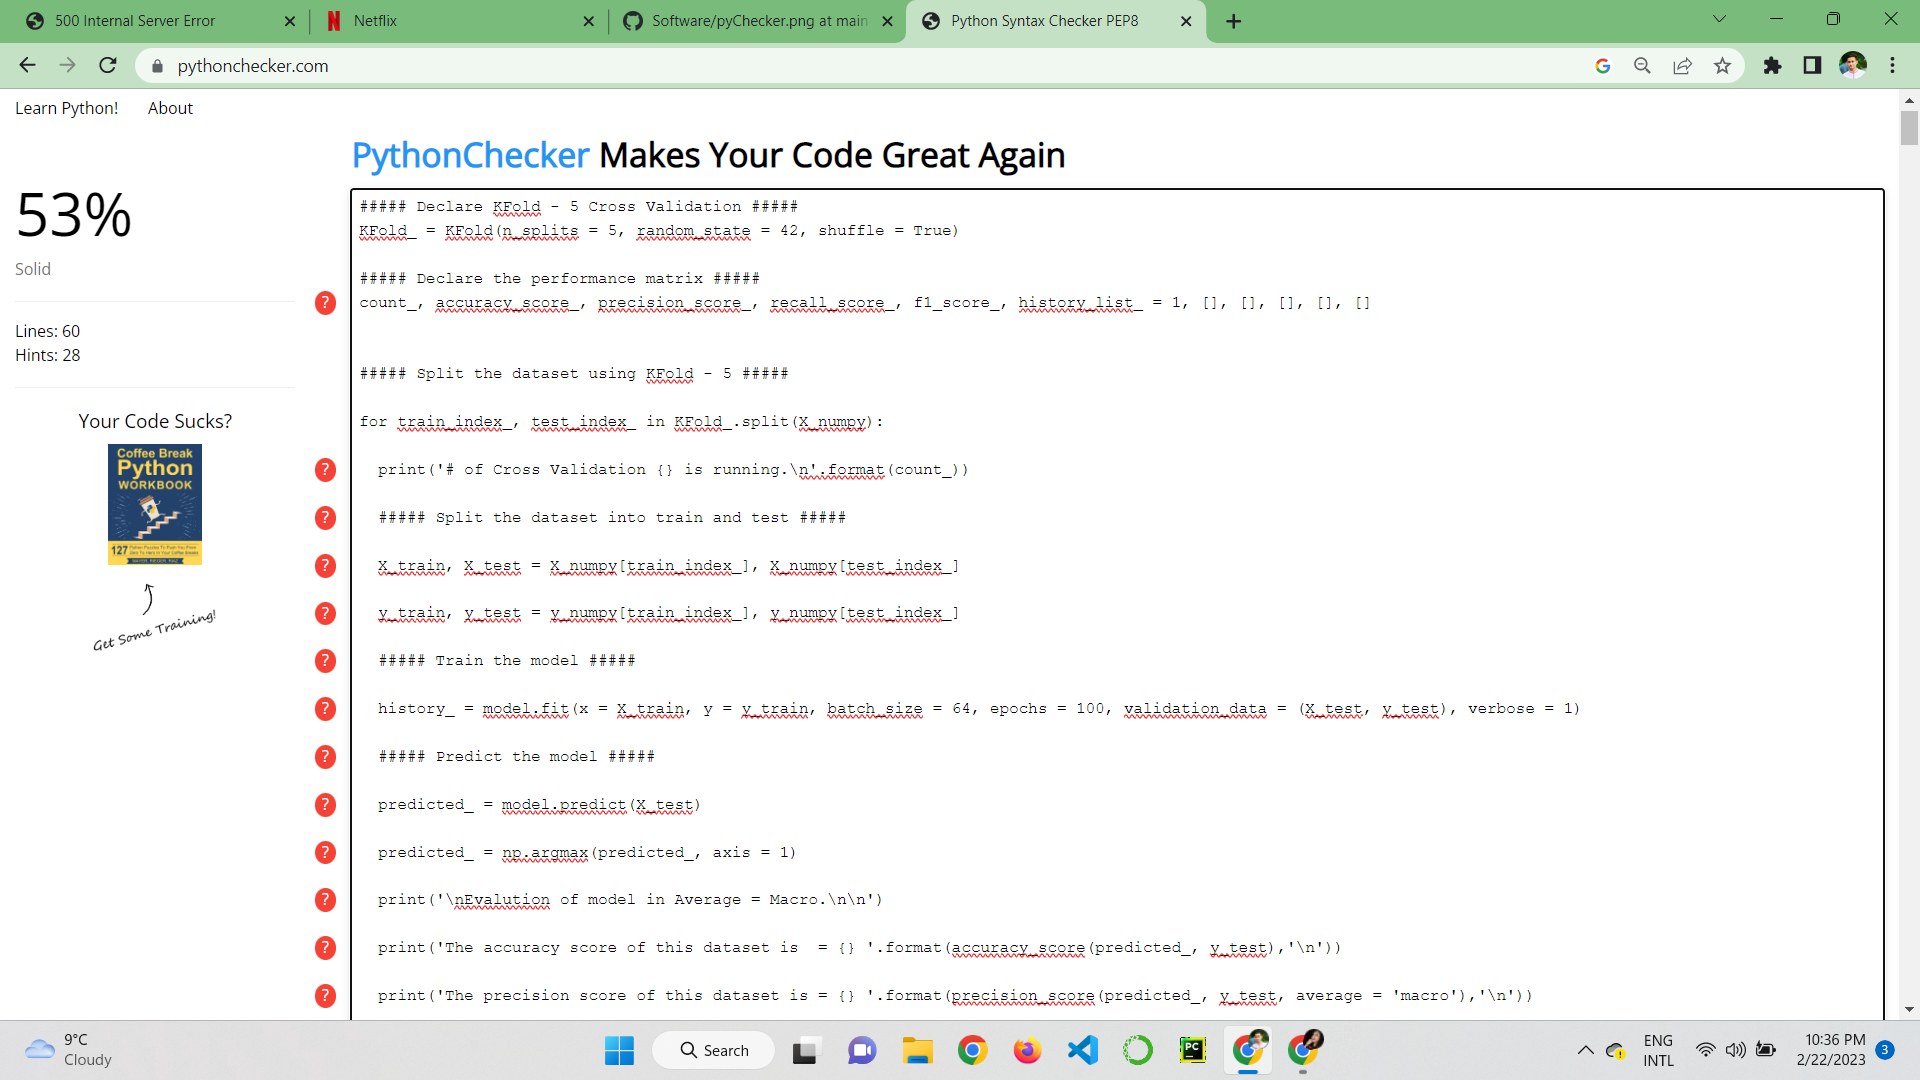 500 Internal Server Error
Netflix
Software/pyChecker.png at main
Python Syntax Checker PEP8
pythonchecker.com
Learn Python! About
PythonChecker Makes Your Code Great Again
53%
Solid
Lines: 60
Hints: 28
Your Code Sucks?
Coffee Break
Python
WORKBOOK
127
Get Some Training!
##### Declare KFold - 5 Cross Validation #####
KFold_ = KFold(n_splits = 5, random_state = 42, shuffle = True)
##### Declare the performance matrix #####
? count_, accuracy_score_, precision_score_, recall_score_, f1_score_, history_list_ = 1, [], [], [], [], []
##### Split the dataset using KFold - 5 #####
for train_index_, test_index_ in KFold_.split(X_numpy):
? print('# of Cross Validation {} is running.\n'.format(count_))
? ##### Split the dataset into train and test #####
? X_train, X_test = X_numpy[train_index_], X_numpy[test_index_]
? y_train, y_test = y_numpy[train_index_], y_numpy[test_index_]
? ##### Train the model #####
? history_ = model.fit(x = X_train, y = y_train, batch_size = 64, epochs = 100, validation_data = (X_test, y_test), verbose = 1)
? ##### Predict the model #####
? predicted_ = model.predict(X_test)
? predicted_ = np.argmax(predicted_, axis = 1)
? print('\nEvalution of model in Average = Macro.\n\n')
? print('The accuracy score of this dataset is  = {} '.format(accuracy_score(predicted_, y_test),'\n'))
? print('The precision score of this dataset is = {} '.format(precision_score(predicted_, y_test, average = 'macro'),'\n'))
9°C
Cloudy
Search
PC
ENG
INTL
10:36 PM
2/22/2023
3